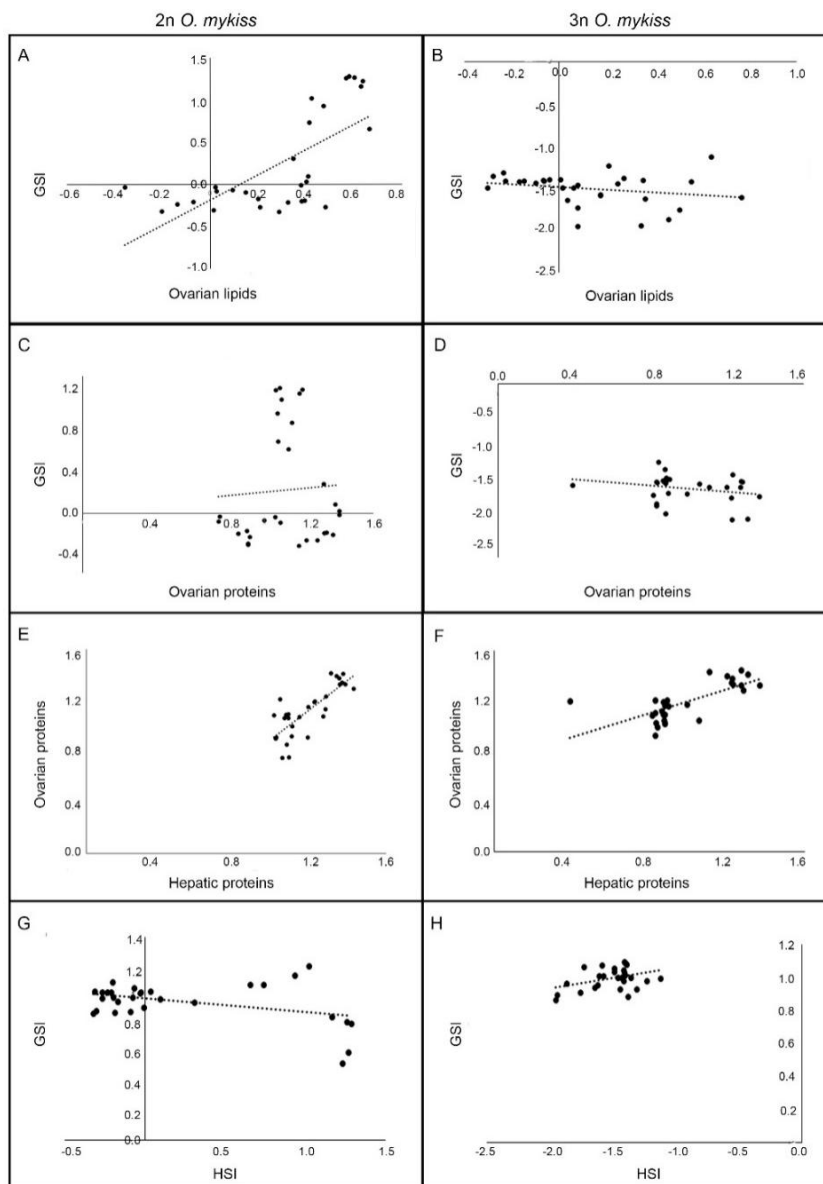 2n O. mykiss
3n O. mykiss
A
1.5
1.0
0.5
0.0
-0.5
-1.0
-0.6 -0.4 -0.2 0.2 0.4 0.6 0.8
GSI
Ovarian lipids
B
-0.4 -0.2 0.0 0.2 0.4 0.6 0.8 1.0
-0.5
-1.0
-1.5
-2.0
-2.5
GSI
Ovarian lipids
C
1.2
0.8
0.4
0.0
-0.4
0.4 0.8 1.2 1.6
GSI
Ovarian proteins
D
0.0 0.4 0.8 1.2 1.6
-0.5
-1.0
-1.5
-2.0
-2.5
GSI
Ovarian proteins
E
1.6
1.2
0.8
0.4
0.0
0.4 0.8 1.2 1.6
Ovarian proteins
Hepatic proteins
F
1.6
1.2
0.8
0.4
0.0
0.4 0.8 1.2 1.6
Ovarian proteins
Hepatic proteins
G
1.4
1.2
1.0
0.8
0.4
0.4
0.2
0.0
-0.5 0.5 1.0 1.5
GSI
HSI
H
1.2
1.0
0.8
0.6
0.4
0.2
-2.5 -2.0 -1.5 -1.0 0.0
GSI
HSI